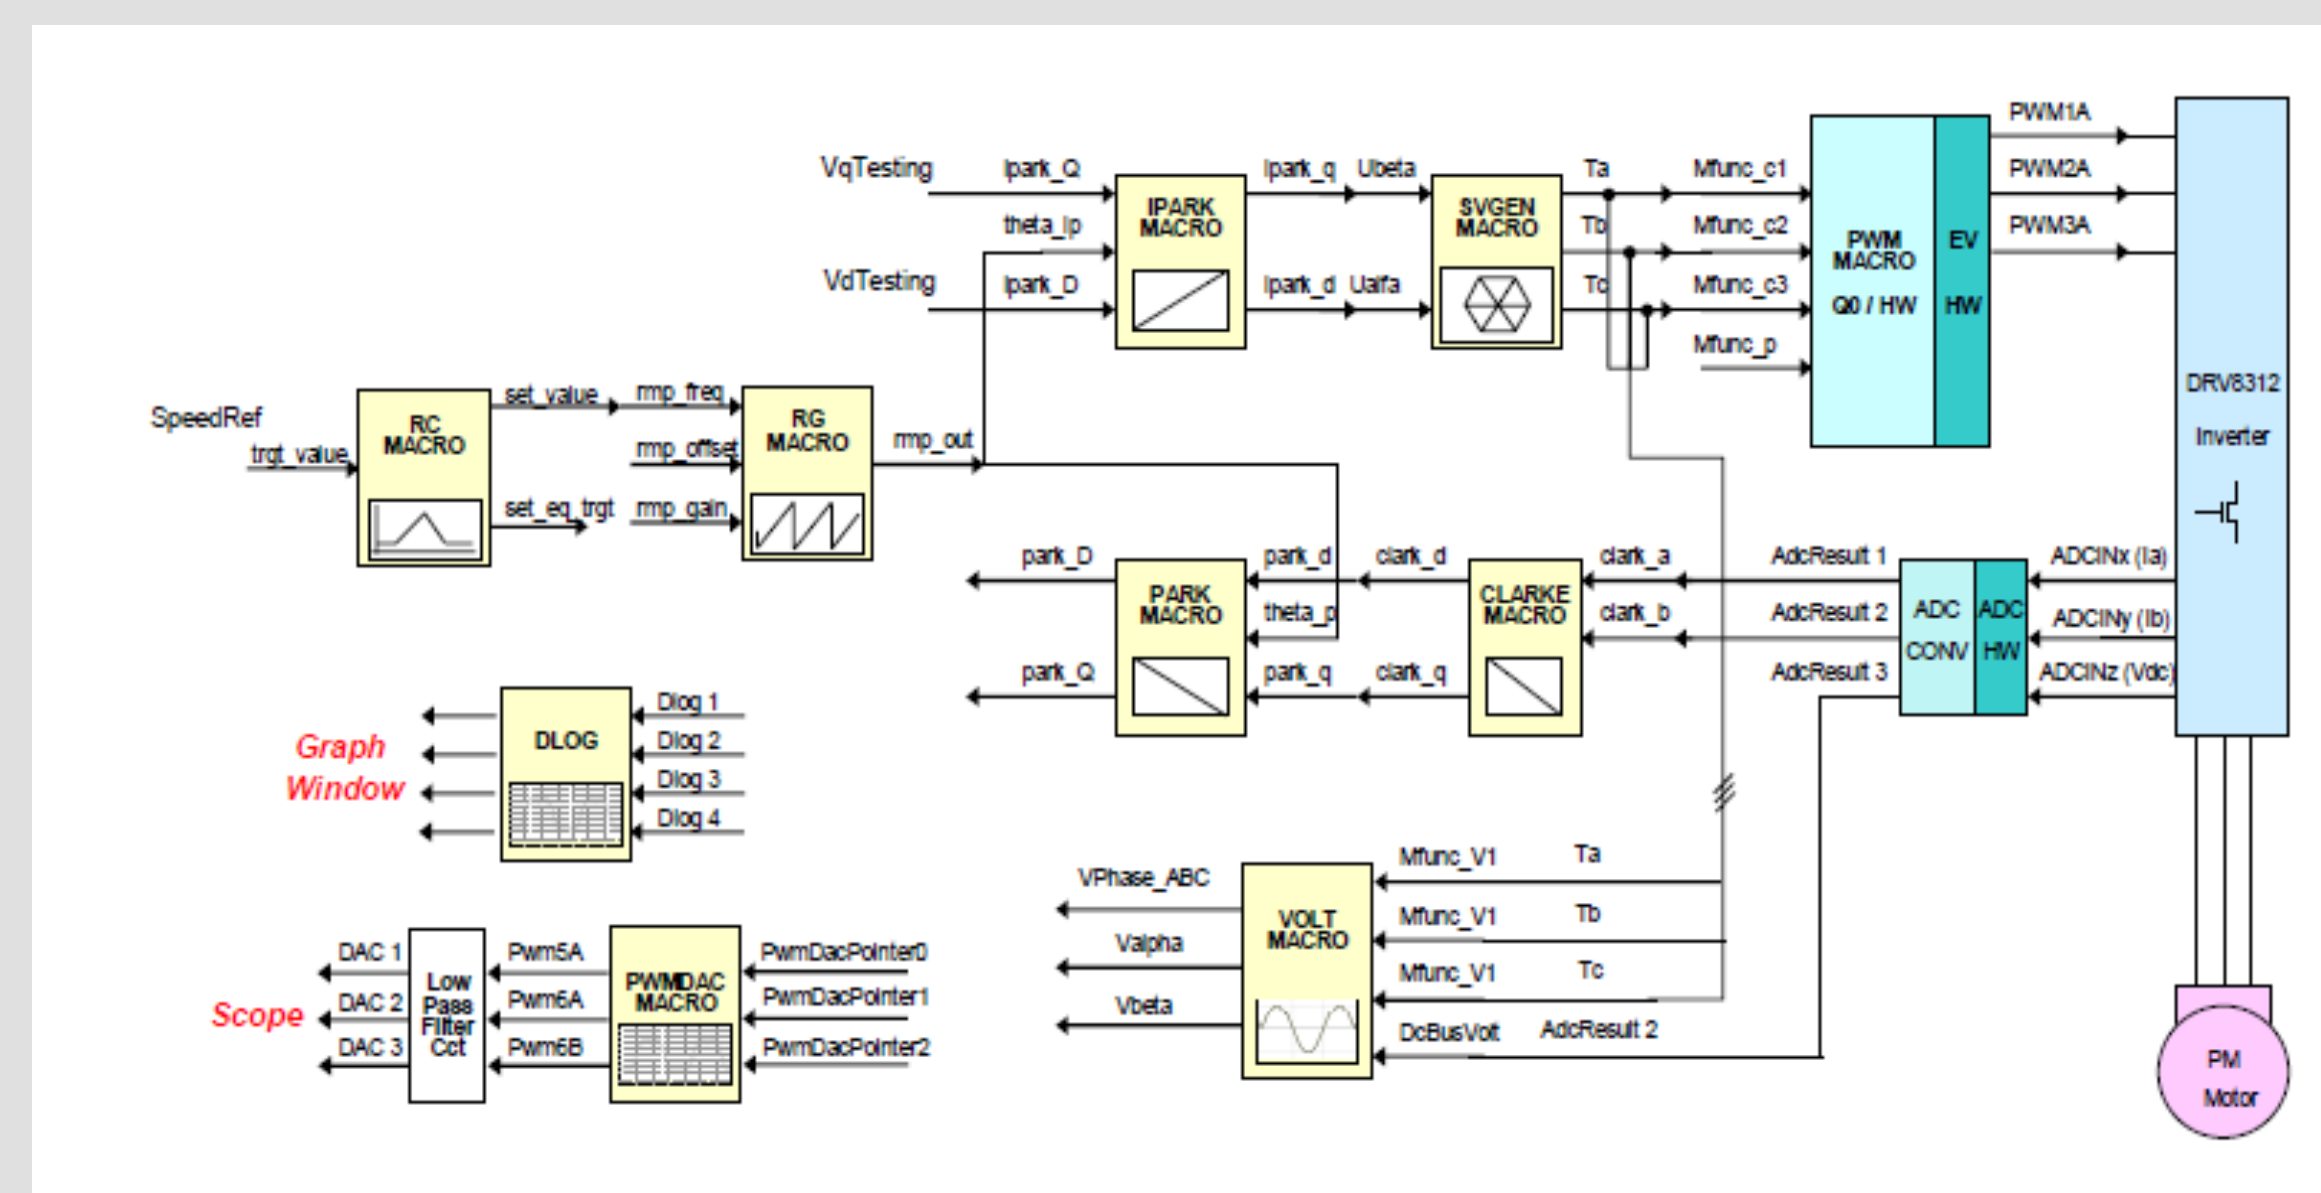 PWM1A
VqTesting
Ipark_Q
Ipark_q
Ubeta
Ta
Mfunc_c1
PWM2A
IPARK
MACRO
SVGEN
MACRO
theta_ip
Tb
Mfunc_c2
PWM
MACRO
EV
PWM3A
VdTesting
Ipark_D
Ipark_d
Ualfa
Tc
Mfunc_c3
Q0 / HW
HW
Mfunc_p
DRV8312
Inverter
SpeedRef
trgt_value
RC
MACRO
set_value
rmp_freq
RG
MACRO
rmp_offset
rmp_out
set_eq_trgt
rmp_gain
park_D
park_d
clark_d
clark_a
AdcResult 1
ADCINx (Ia)
PARK
MACRO
theta_p
CLARKE
MACRO
clark_b
AdcResult 2
ADC
CONV
ADC
HW
ADCINy (Ib)
park_Q
park_q
clark_q
AdcResult 3
ADCINz (Vdc)
Graph
Window
DLOG
Dlog 1
Dlog 2
Dlog 3
Dlog 4
VPhase_ABC
Mfunc_V1
Ta
VOLT
MACRO
Mfunc_V1
Tb
Valpha
Mfunc_V1
Tc
Vbeta
DcBusVolt
AdcResult 2
Scope
DAC 1
DAC 2
DAC 3
Low
Pass
Filter
Cct
Pwm5A
Pwm6A
Pwm6B
PWMDAC
MACRO
PwmDacPointer0
PwmDacPointer1
PwmDacPointer2
PM
Motor